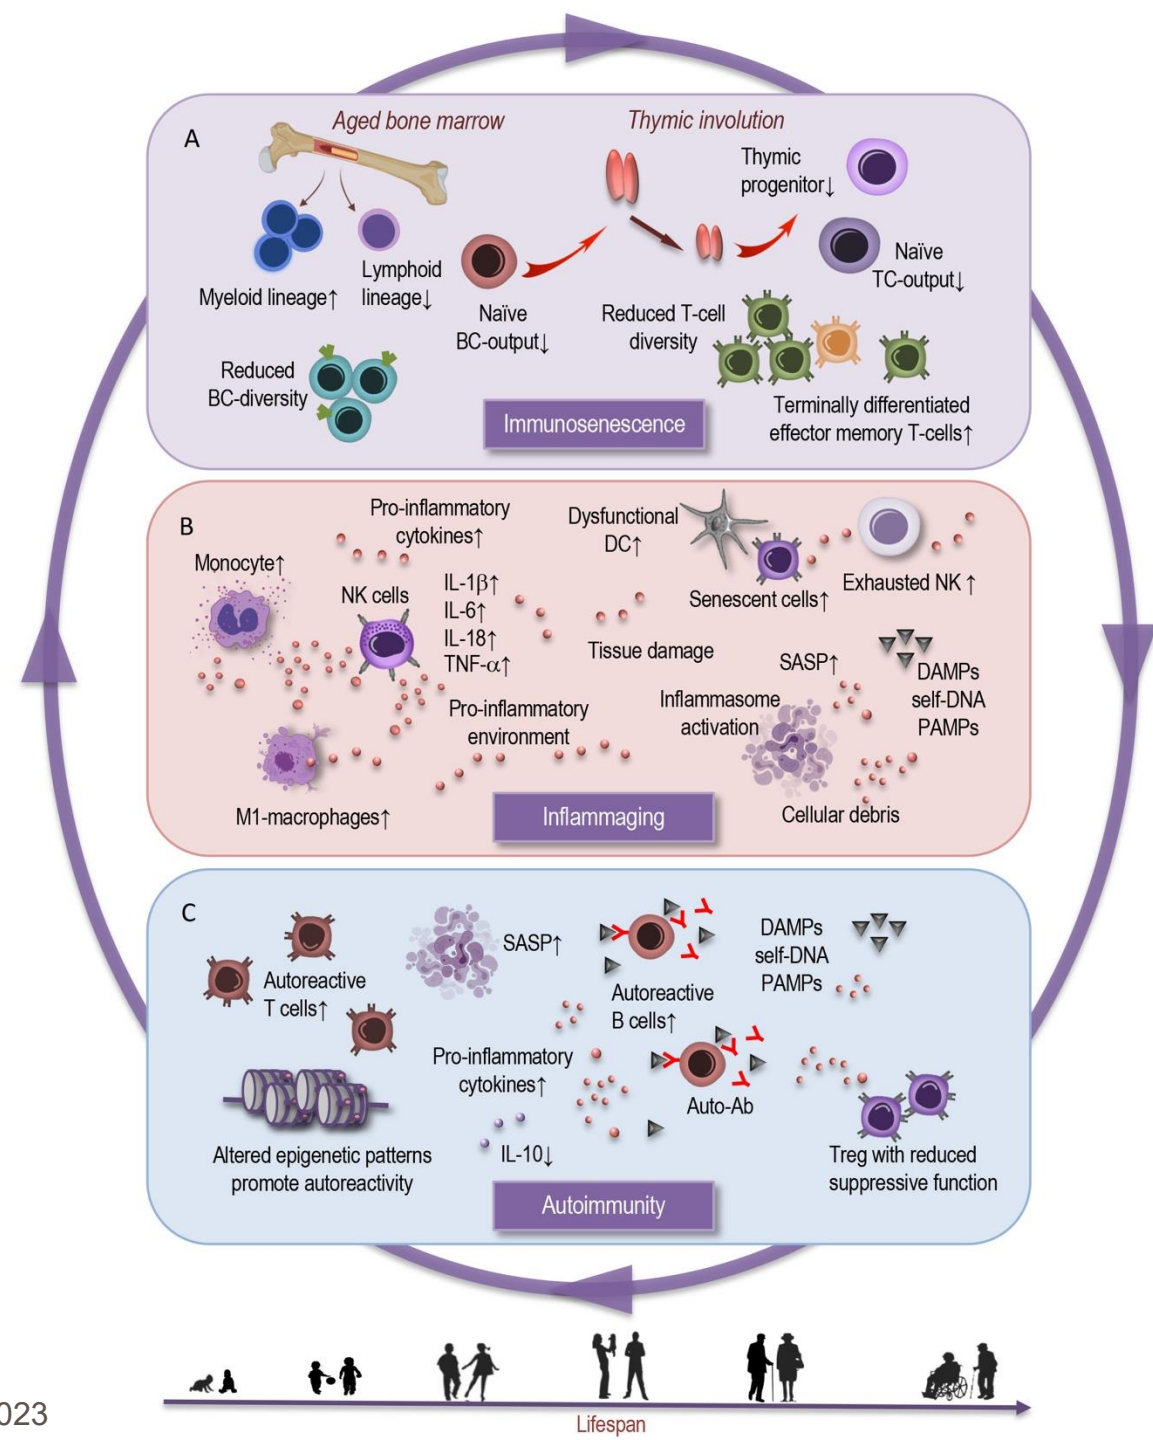 A
Aged bone marrow
Thymic involution
Thymic
progenitor↓
Myeloid lineage↑
Lymphoid
lineage↓
Naïve
BC-output↓
Naïve
TC-output↓
Reduced T-cell
diversity
Reduced
BC-diversity
Terminally differentiated
effector memory T-cells↑
Immunosenescence
B
Pro-inflammatory
cytokines↑
Monocyte↑
NK cells
IL-1β↑
IL-6↑
IL-18↑
TNF-α↑
Dysfunctional
DC↑
Senescent cells↑
Exhausted NK ↑
Tissue damage
SASP↑
DAMPs
self-DNA
PAMPs
Pro-inflammatory
environment
Inflammasome
activation
M1-macrophages↑
Cellular debris
Inflammaging
C
Autoreactive
T cells↑
SASP↑
Autoreactive
B cells↑
DAMPs
self-DNA
PAMPs
Pro-inflammatory
cytokines↑
Auto-Ab
IL-10↓
Altered epigenetic patterns
promote autoreactivity
Treg with reduced
suppressive function
Autoimmunity
Lifespan
023